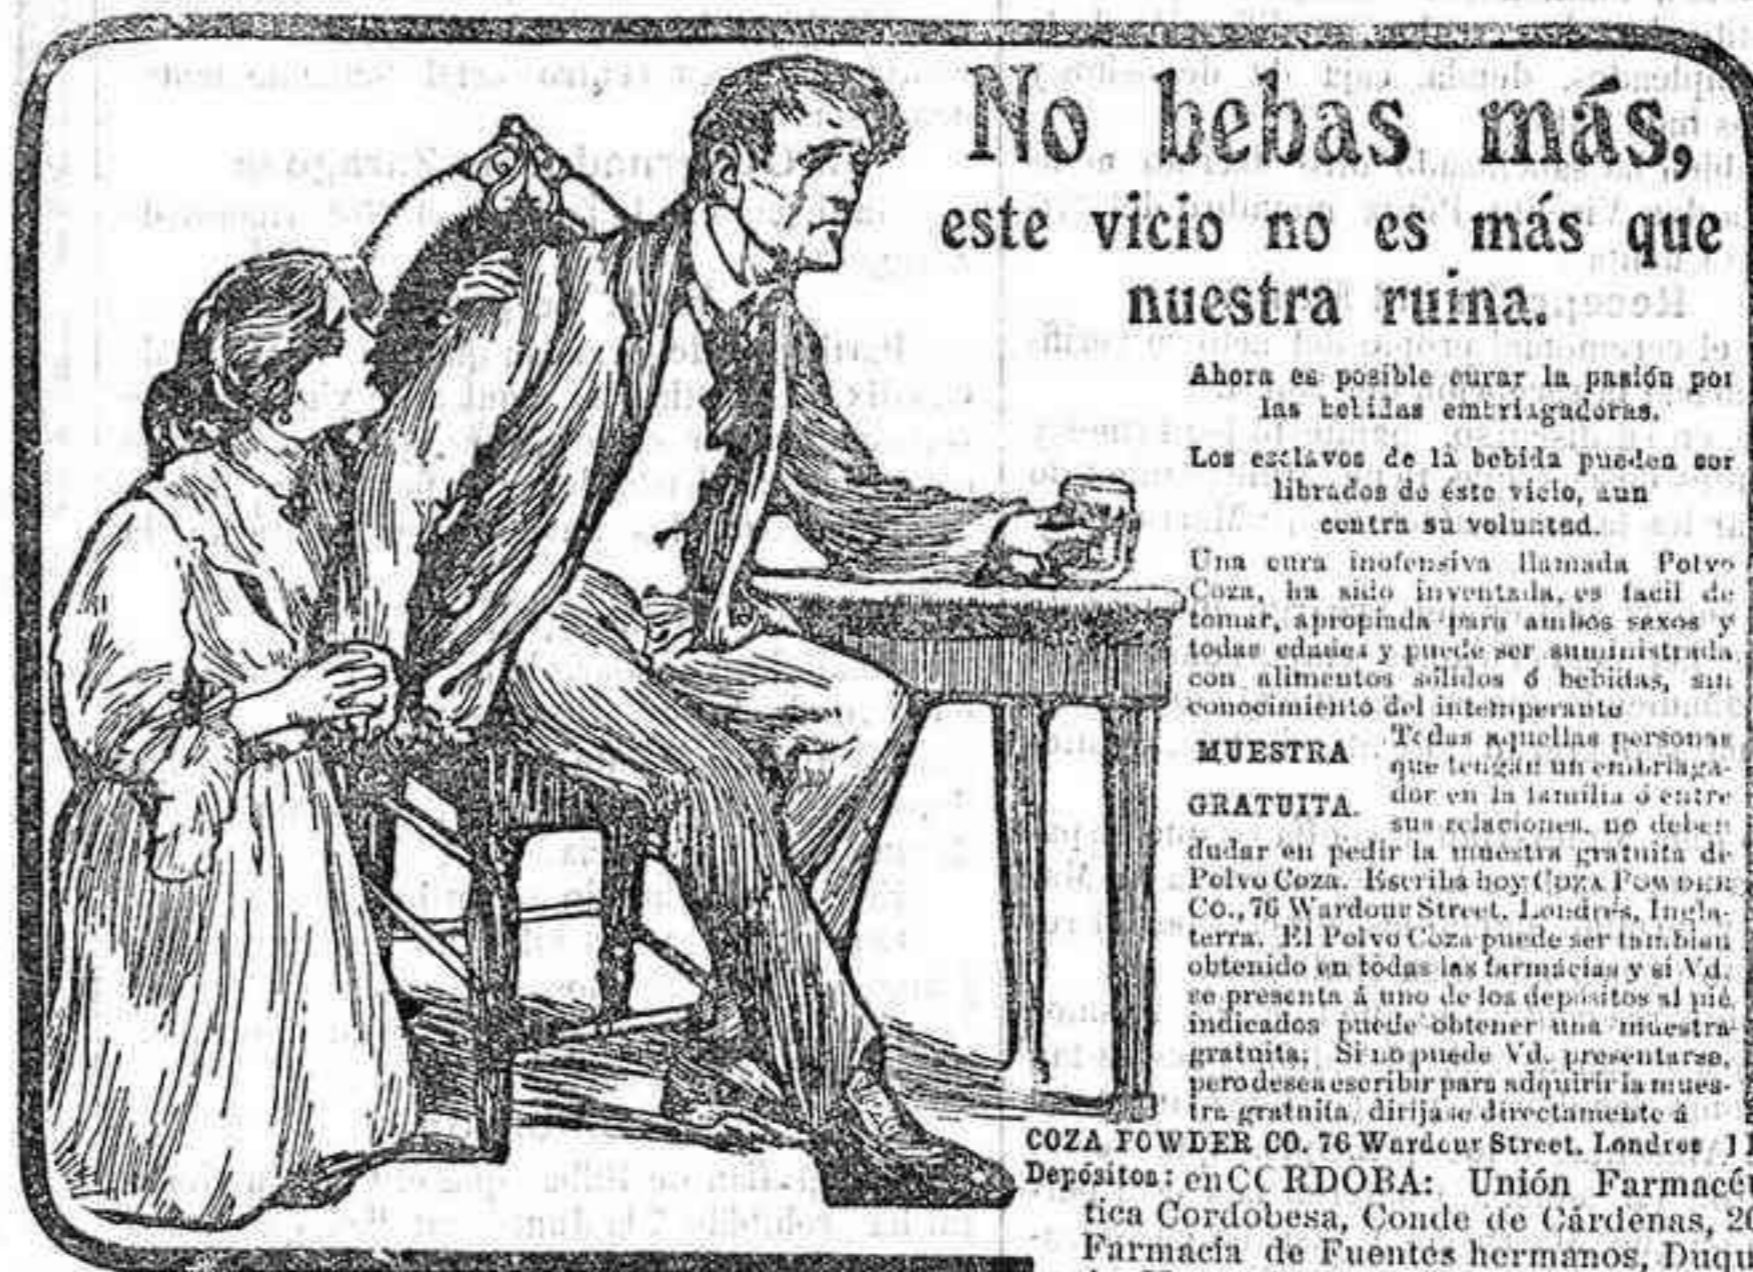 No bebas más,
este vicio no es más que
nuestra ruina.
Ahora es posible curar la pasión por
las bebidas embriagadoras.
Los esclavos de la bebida pueden ser
librados de éste vicio, aun
contra su voluntad.
Una cura inofensiva llamada Polvo
Coza, ha sido inventada, es facil de
tomar, apropiada para ambos sexos y
todas edades y puede ser suministrada
con alimentos sólidos ó bebidas, sin
conocimiento del intemperante
MUESTRA
GRATUITA.
Todas aquellas personas
que tengan un embriaga-
dor en la familia ó entre
sus relaciones, no deben
dudar en pedir la muestra gratuita de
Polvo Coza. Escriba hoy COZA POWDER
CO., 76 Wardour Street, Londres, Ingla-
terra. El Polvo Coza puede ser tambian
obtenido en todas las farmácias y si Vd.
se presenta á uno de los depósitos al pié
indicados puede obtener una muestra
gratuita. Si no puede Vd. presentarse,
pero desea escribir para adquirir la mues-
tra gratuita, dirijase directamente á
COZA POWDER CO. 76 Wardour Street, Londres
Depósitos: en CORDOBA: Unión Farmacéu
tica Cordobesa, Conde de Cárdenas, 20
Farmacía de Fuentes hermanos, Duqu